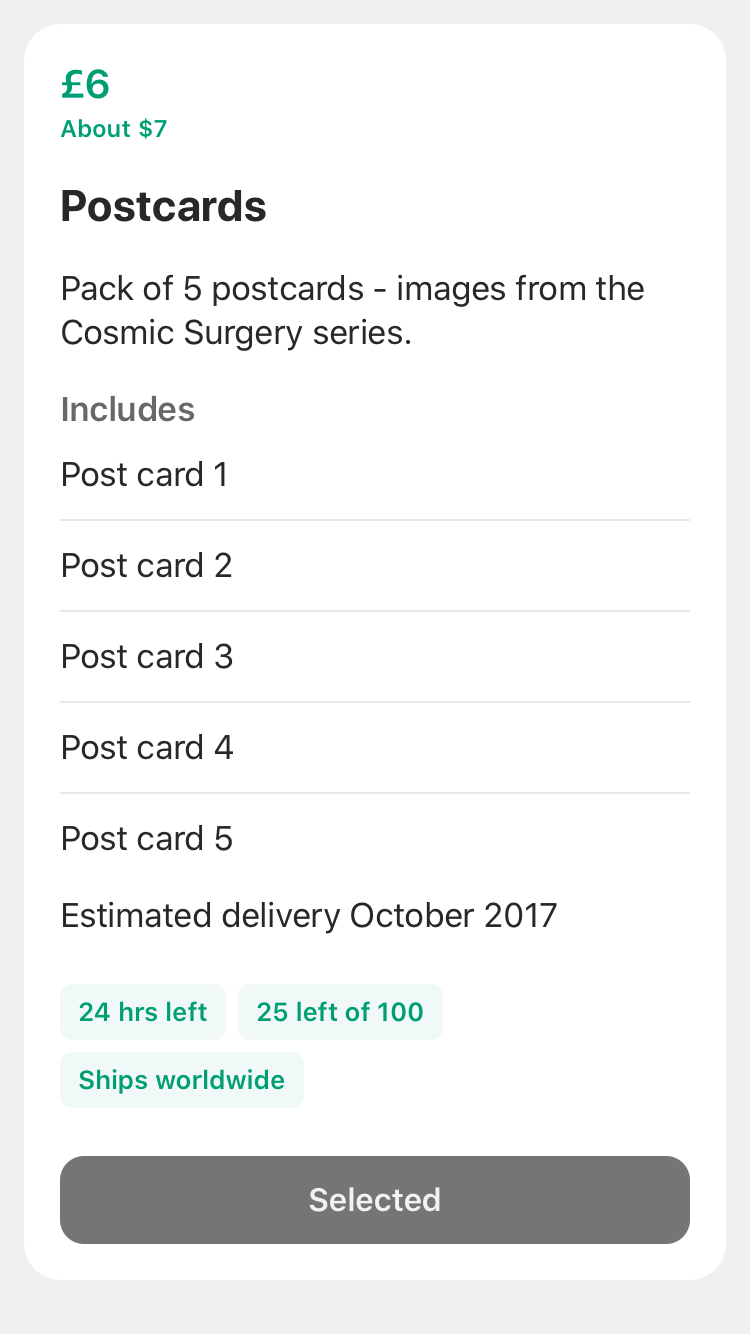 £6
About $7
Postcards
Pack of 5 postcards - images from the
Cosmic Surgery series.
Includes
Post card 1
Post card 2
Post card 3
Post card 4
Post card 5
Estimated delivery October 2017
24 hrs left
25 left of 100
Ships worldwide
Selected